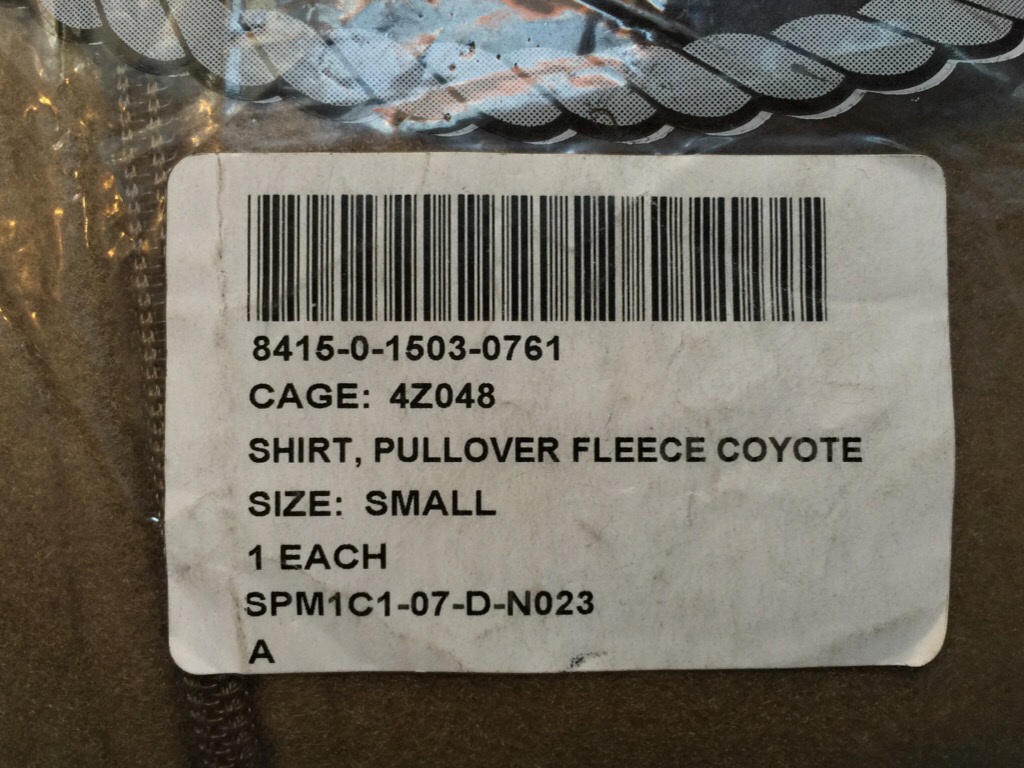 8415-0-1503-0761
CAGE: 4Z048
SHIRT, PULLOVER FLEECE COYOTE
SIZE: SMALL
1 EACH
SPM1C1-07-D-N023
A